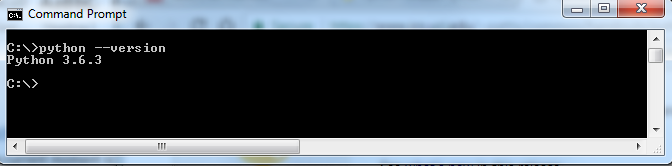 Command Prompt
C:\>python --version
Python 3.6.3
C:\>